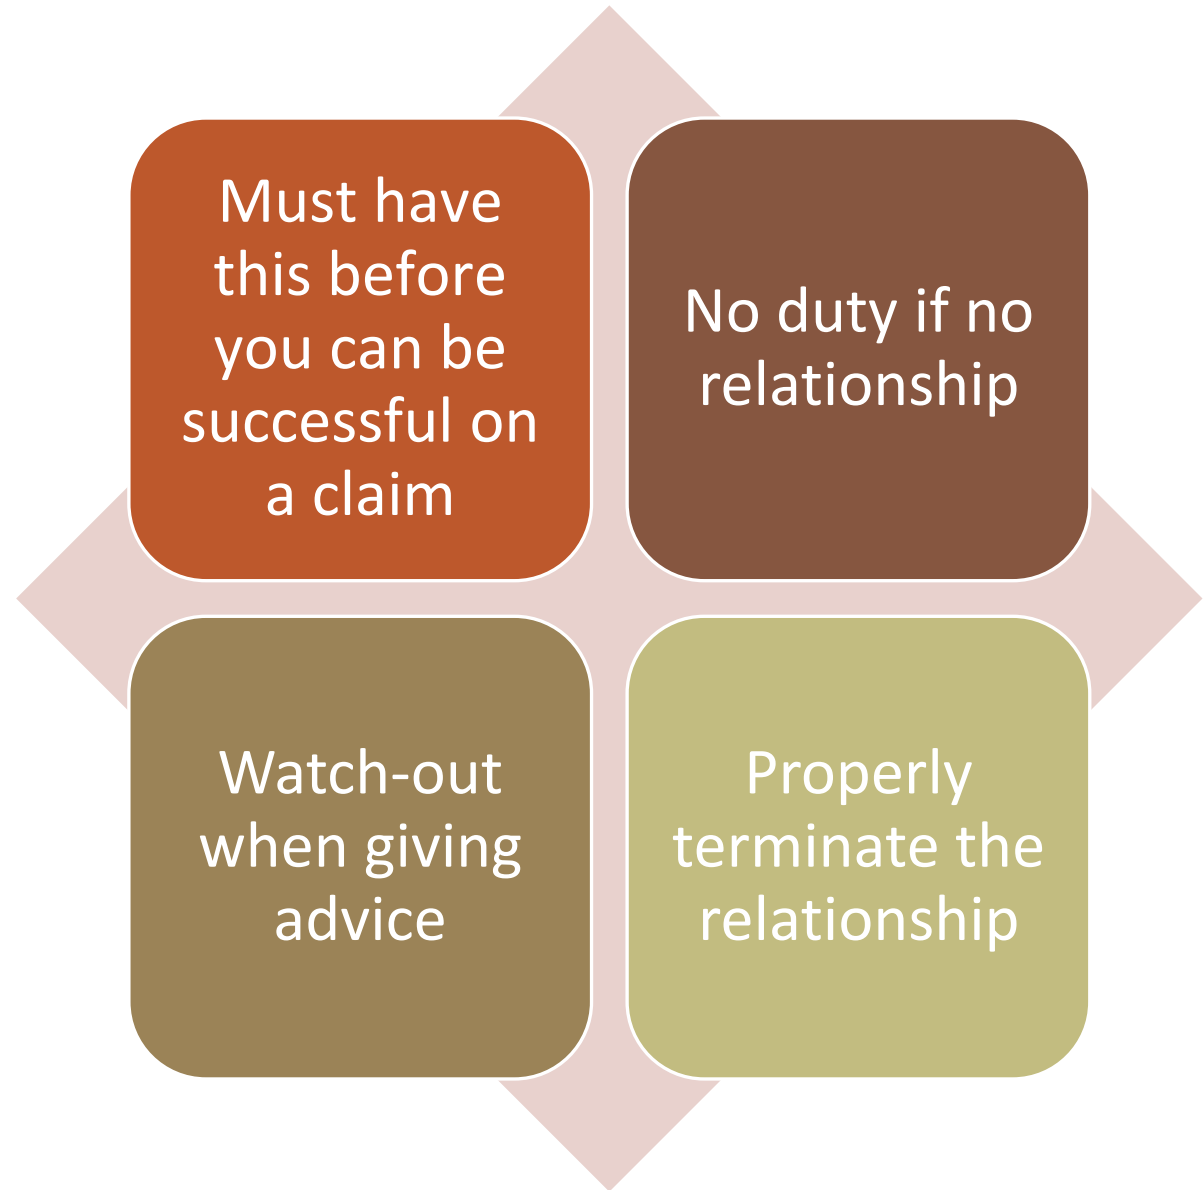 Must have
this before
you can be
successful on
a claim
No duty if no
relationship
Watch-out
when giving
advice
Properly
terminate the
relationship